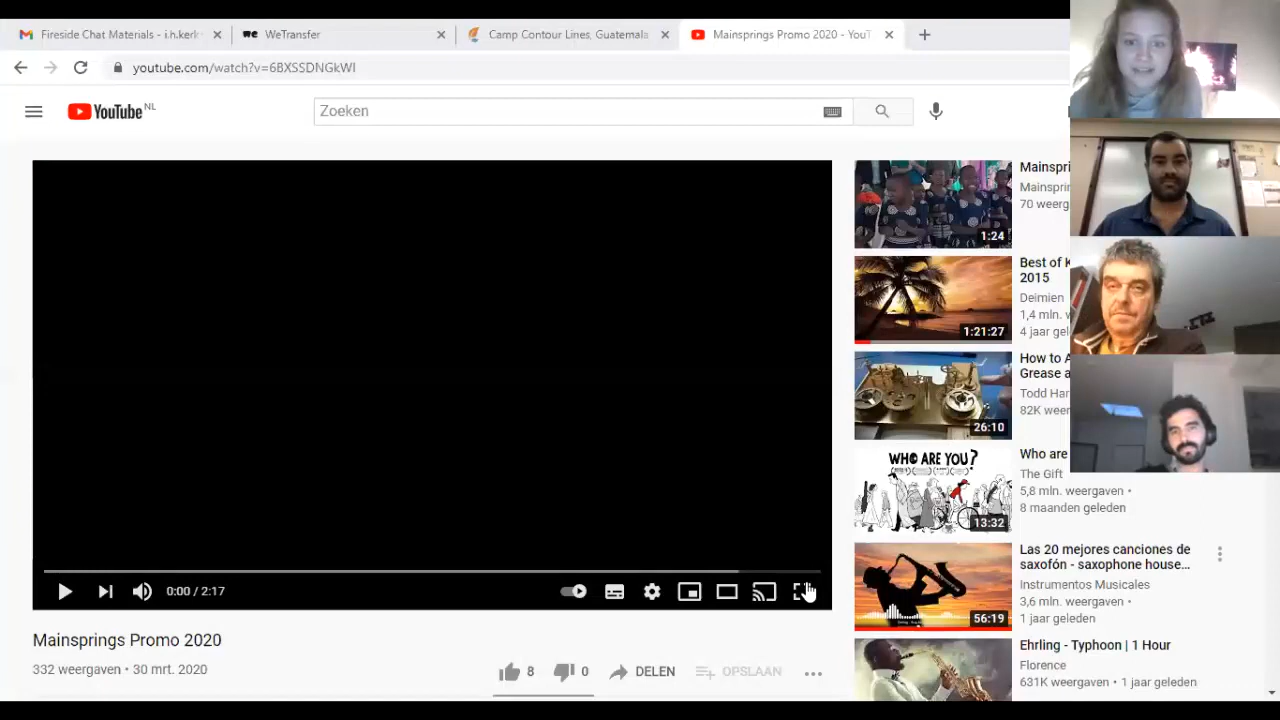 Fireside Chat Materials - i.h.kerk
WeTransfer
Camp Contour Lines, Guatemala
Mainsprings Promo 2020 - YouT
youtube.com/watch?v=6BXSSDNGkWI
YouTube NL
Zoeken
0:00 / 2:17
Mainsprings Promo 2020
332 weergaven • 30 mrt. 2020
8
0
DELEN
OPSLAAN
1:24
Mainspri
Mainspri
70 weerg
1:21:27
Best of K
2015
Deimien
1,4 mln. w
4 jaar gel
26:10
How to A
Grease a
Todd Har
82K weer
WHO ARE YOU?
13:32
Who are
The Gift
5,8 mln. weergaven •
8 maanden geleden
56:19
Las 20 mejores canciones de
saxofón - saxophone house...
Instrumentos Musicales
3,6 mln. weergaven •
1 jaar geleden
Ehrling - Typhoon | 1 Hour
Florence
631K weergaven • 1 jaar geleden